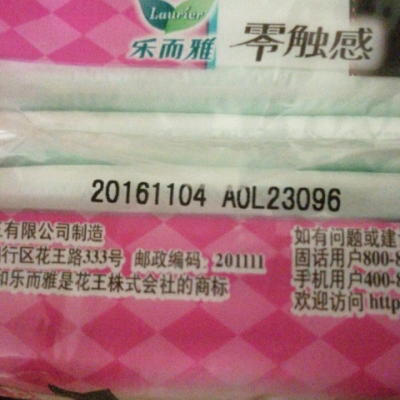 Laurier
乐而雅 零触感
20161104 AOL23096
有限公司制造
行区花王路333号 邮政编码：201111
和乐而雅是花王株式会社的商标
如有问题或建
固话用户800-8
手机用户400-8
欢迎访问 http